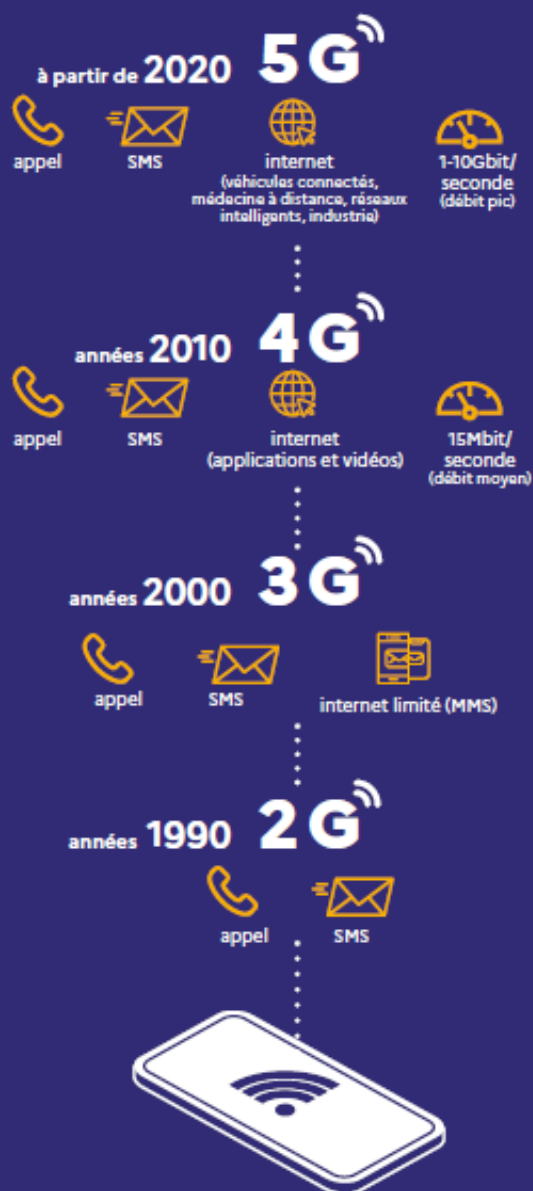 à partir de 2020 5G
appel SMS internet 1-10Gbit/
(véhicules connectés, seconde
médecine à distance, réseaux (débit pic)
intelligents, industrie)
années 2010 4G
appel SMS internet 15Mbit/
(applications et vidéos) seconde
(débit moyen)
années 2000 3G
appel SMS internet limité (MMS)
années 1990 2G
appel SMS